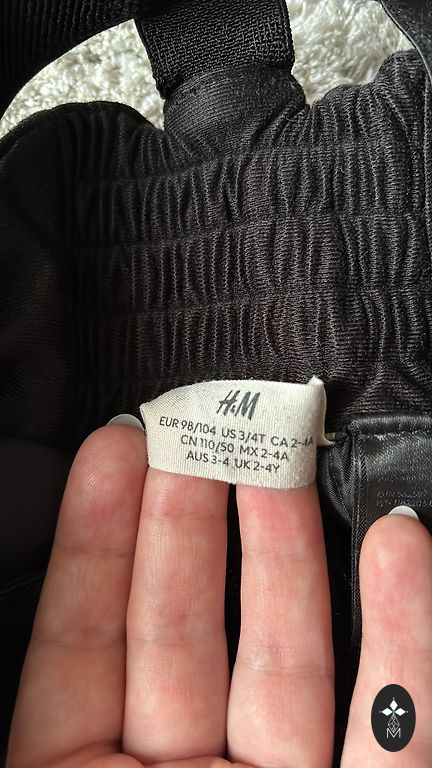 H&M
EUR 98/104 US 3/4T CA 2-4A
CN 110/50 MX 2-4A
AUS 3-4 UK 2-4Y